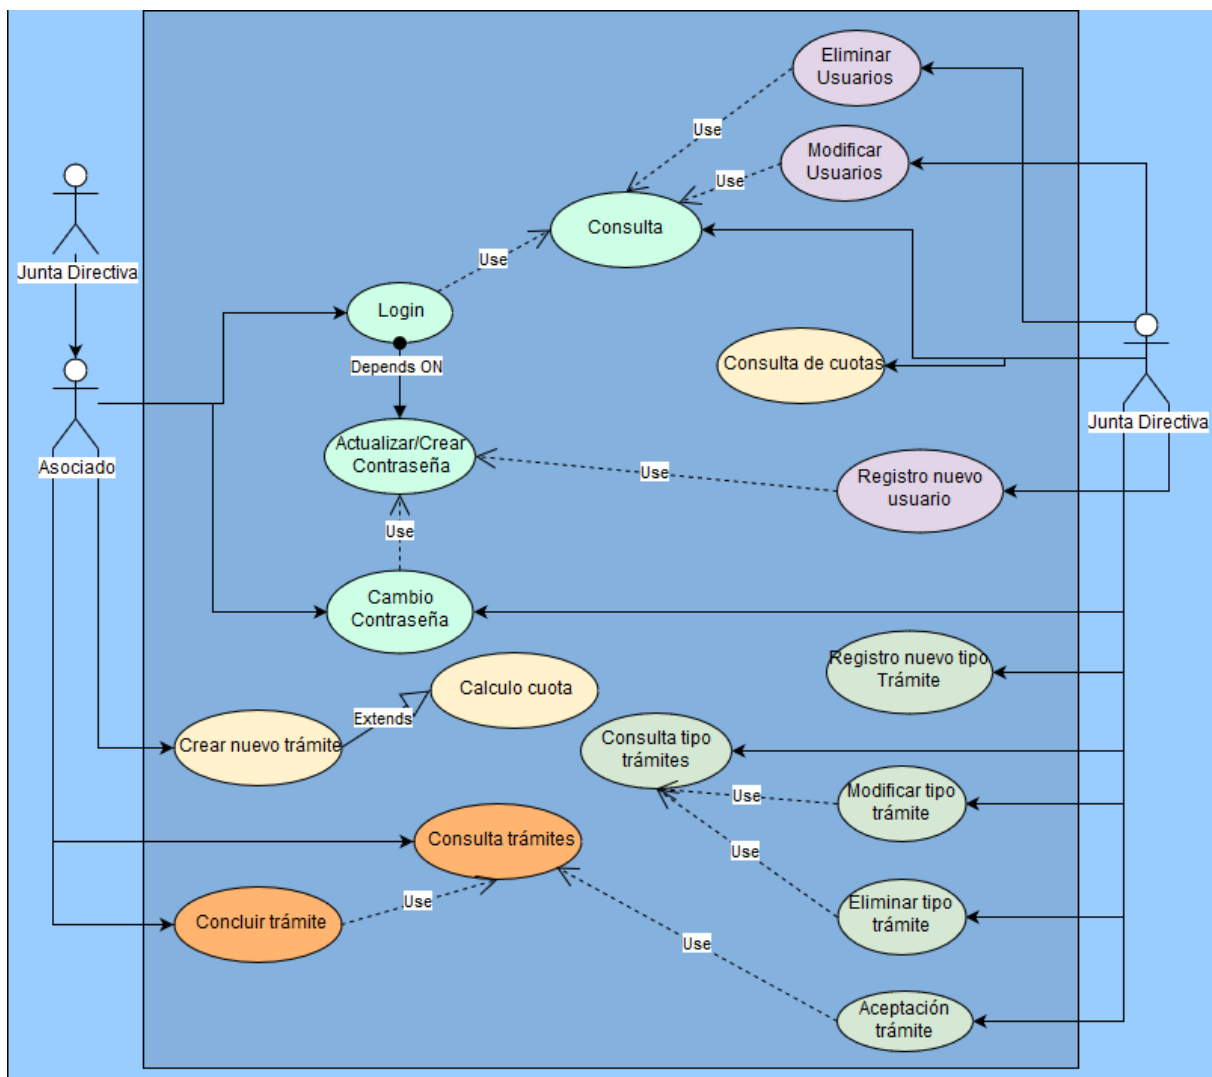 Eliminar
Usuarios
Use
Modificar
Usuarios
Use
Consulta
Use
Junta Directiva
Login
Depends ON
Consulta de cuotas
Junta Directiva
Actualizar/Crear
Contraseña
Asociado
Use
Registro nuevo
usuario
Use
Cambio
Contraseña
Registro nuevo tipo
Trámite
Calculo cuota
Extends
Crear nuevo trámite
Consulta tipo
trámites
Use
Modificar tipo
trámite
Consulta trámites
Use
Use
Eliminar tipo
trámite
Concluir trámite
Use
Aceptación
trámite